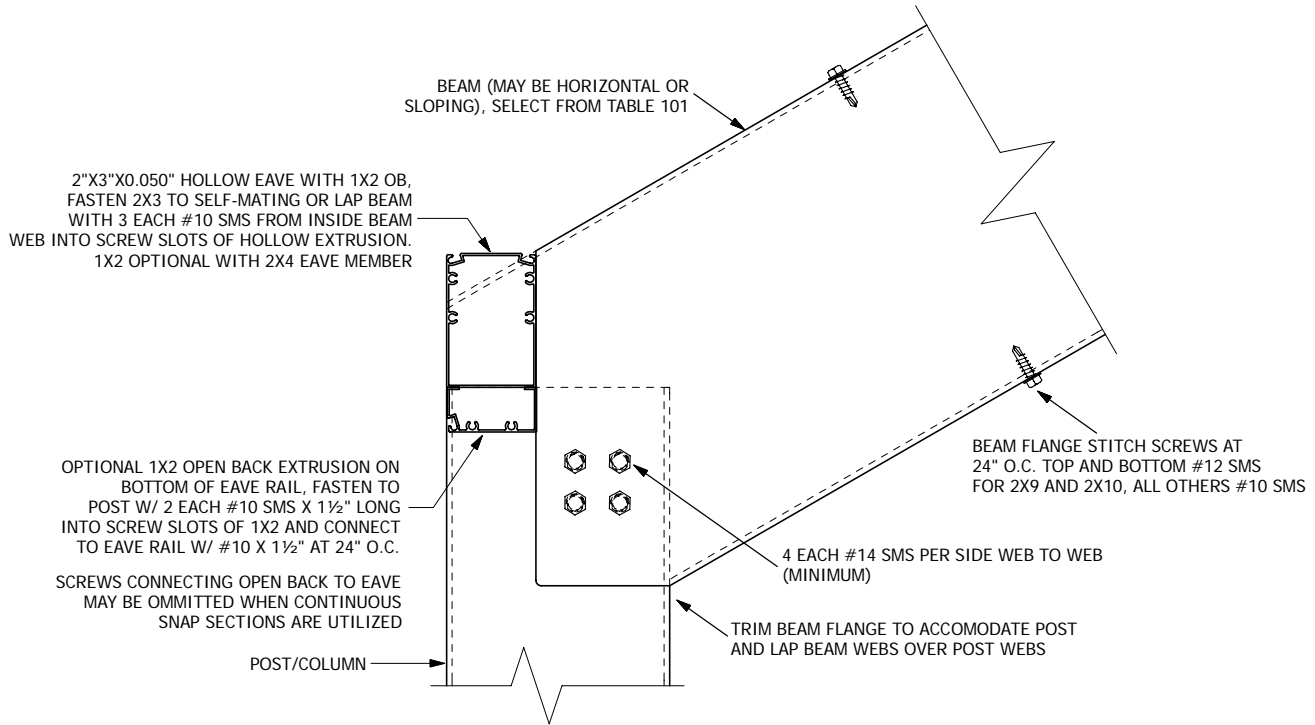 BEAM (MAY BE HORIZONTAL OR
SLOPING), SELECT FROM TABLE 101
2"X3"X0.050" HOLLOW EAVE WITH 1X2 OB,
FASTEN 2X3 TO SELF-MATING OR LAP BEAM
WITH 3 EACH #10 SMS FROM INSIDE BEAM
WEB INTO SCREW SLOTS OF HOLLOW EXTRUSION.
1X2 OPTIONAL WITH 2X4 EAVE MEMBER
OPTIONAL 1X2 OPEN BACK EXTRUSION ON
BOTTOM OF EAVE RAIL, FASTEN TO
POST W/ 2 EACH #10 SMS X 1½" LONG
INTO SCREW SLOTS OF 1X2 AND CONNECT
TO EAVE RAIL W/ #10 X 1½" AT 24" O.C.
SCREWS CONNECTING OPEN BACK TO EAVE
MAY BE OMMITTED WHEN CONTINUOUS
SNAP SECTIONS ARE UTILIZED
POST/COLUMN
BEAM FLANGE STITCH SCREWS AT
24" O.C. TOP AND BOTTOM #12 SMS
FOR 2X9 AND 2X10, ALL OTHERS #10 SMS
4 EACH #14 SMS PER SIDE WEB TO WEB
(MINIMUM)
TRIM BEAM FLANGE TO ACCOMODATE POST
AND LAP BEAM WEBS OVER POST WEBS